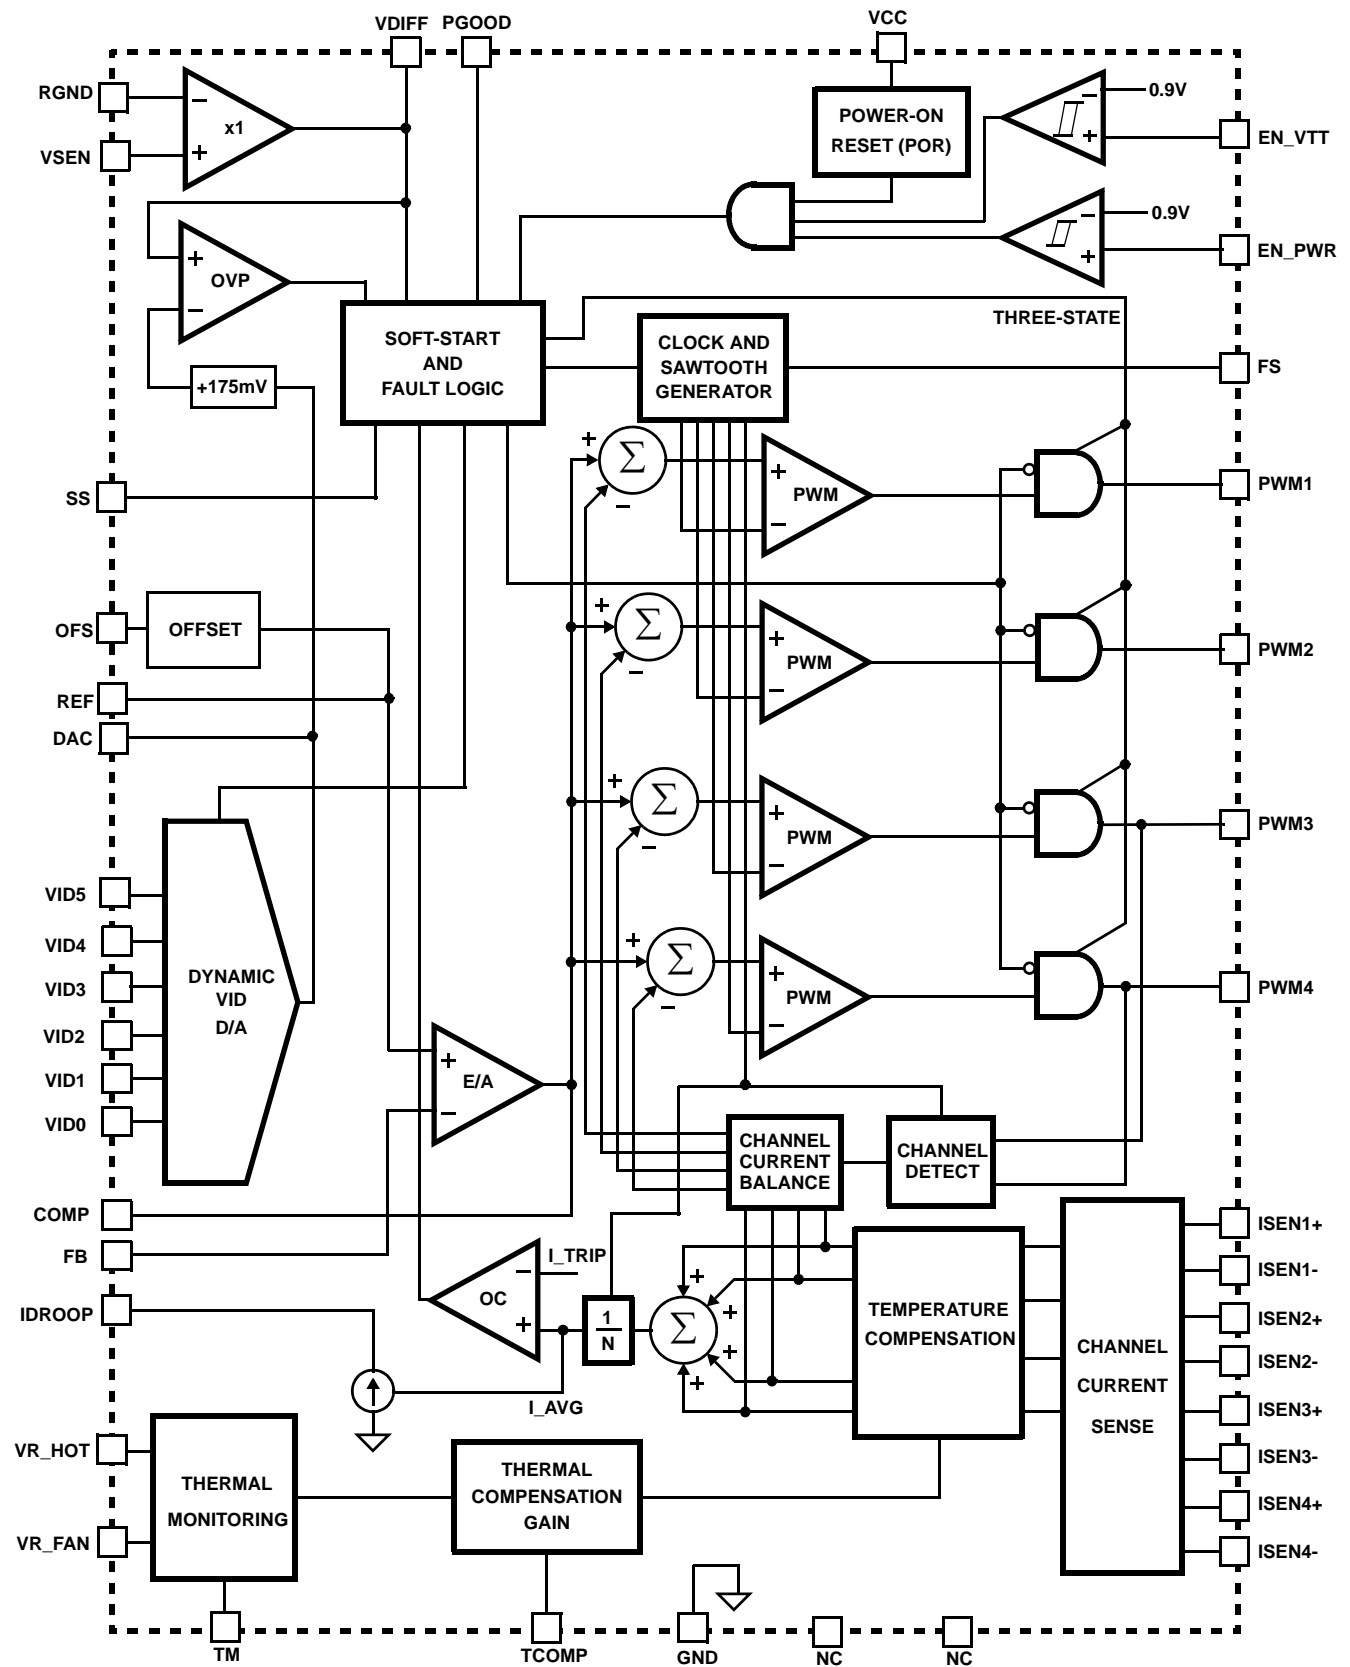 VDIFF PGOOD VCC
RGND
−
x1
VSEN
+
POWER-ON
RESET (POR)
−
0.9V
+
EN_VTT
−
0.9V
+
EN_PWR
+
OVP
−
+175mV
SOFT-START
AND
FAULT LOGIC
CLOCK AND
SAWTOOTH
GENERATOR
THREE-STATE
FS
SS
+
Σ
−
+
PWM
−
PWM1
OFS
OFFSET
REF
DAC
+
Σ
−
+
PWM
−
PWM2
+
Σ
−
+
PWM
−
PWM3
VID5
VID4
VID3
VID2
VID1
VID0
DYNAMIC
VID
D/A
+
Σ
−
+
PWM
−
PWM4
+
E/A
−
CHANNEL
CURRENT
BALANCE
CHANNEL
DETECT
COMP
FB
IDROOP
I_TRIP
−
OC
+
1
N
I_AVG
+
+
Σ
+
+
TEMPERATURE
COMPENSATION
CHANNEL
CURRENT
SENSE
ISEN1+
ISEN1-
ISEN2+
ISEN2-
ISEN3+
ISEN3-
ISEN4+
ISEN4-
VR_HOT
VR_FAN
THERMAL
MONITORING
THERMAL
COMPENSATION
GAIN
TM
TCOMP
GND
NC
NC